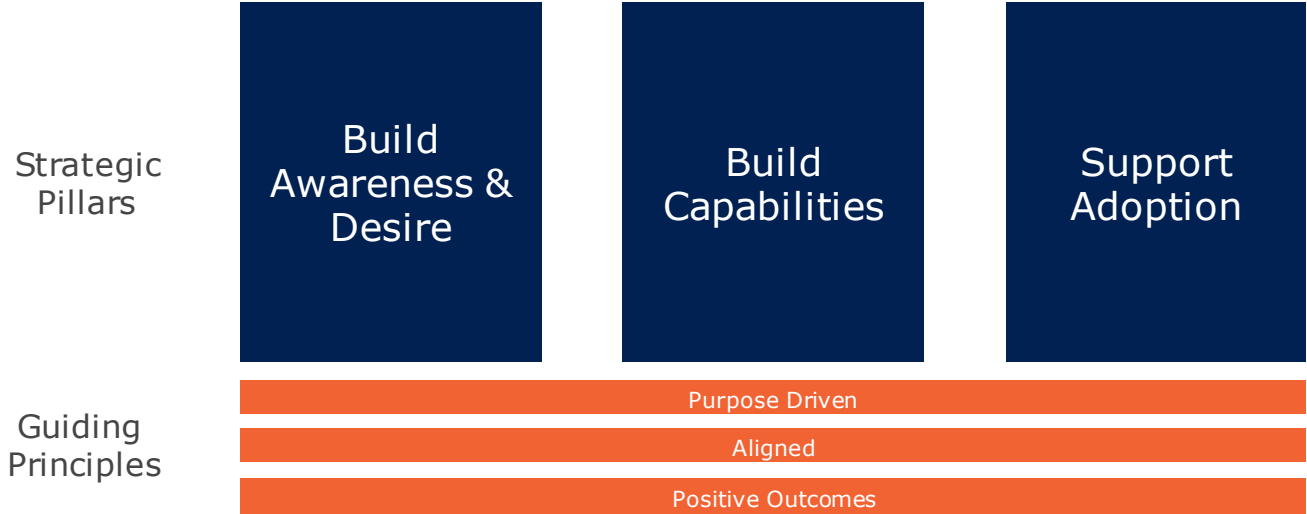 Strategic
Pillars
Build
Awareness &
Desire
Build
Capabilities
Support
Adoption
Guiding
Principles
Purpose Driven
Aligned
Positive Outcomes